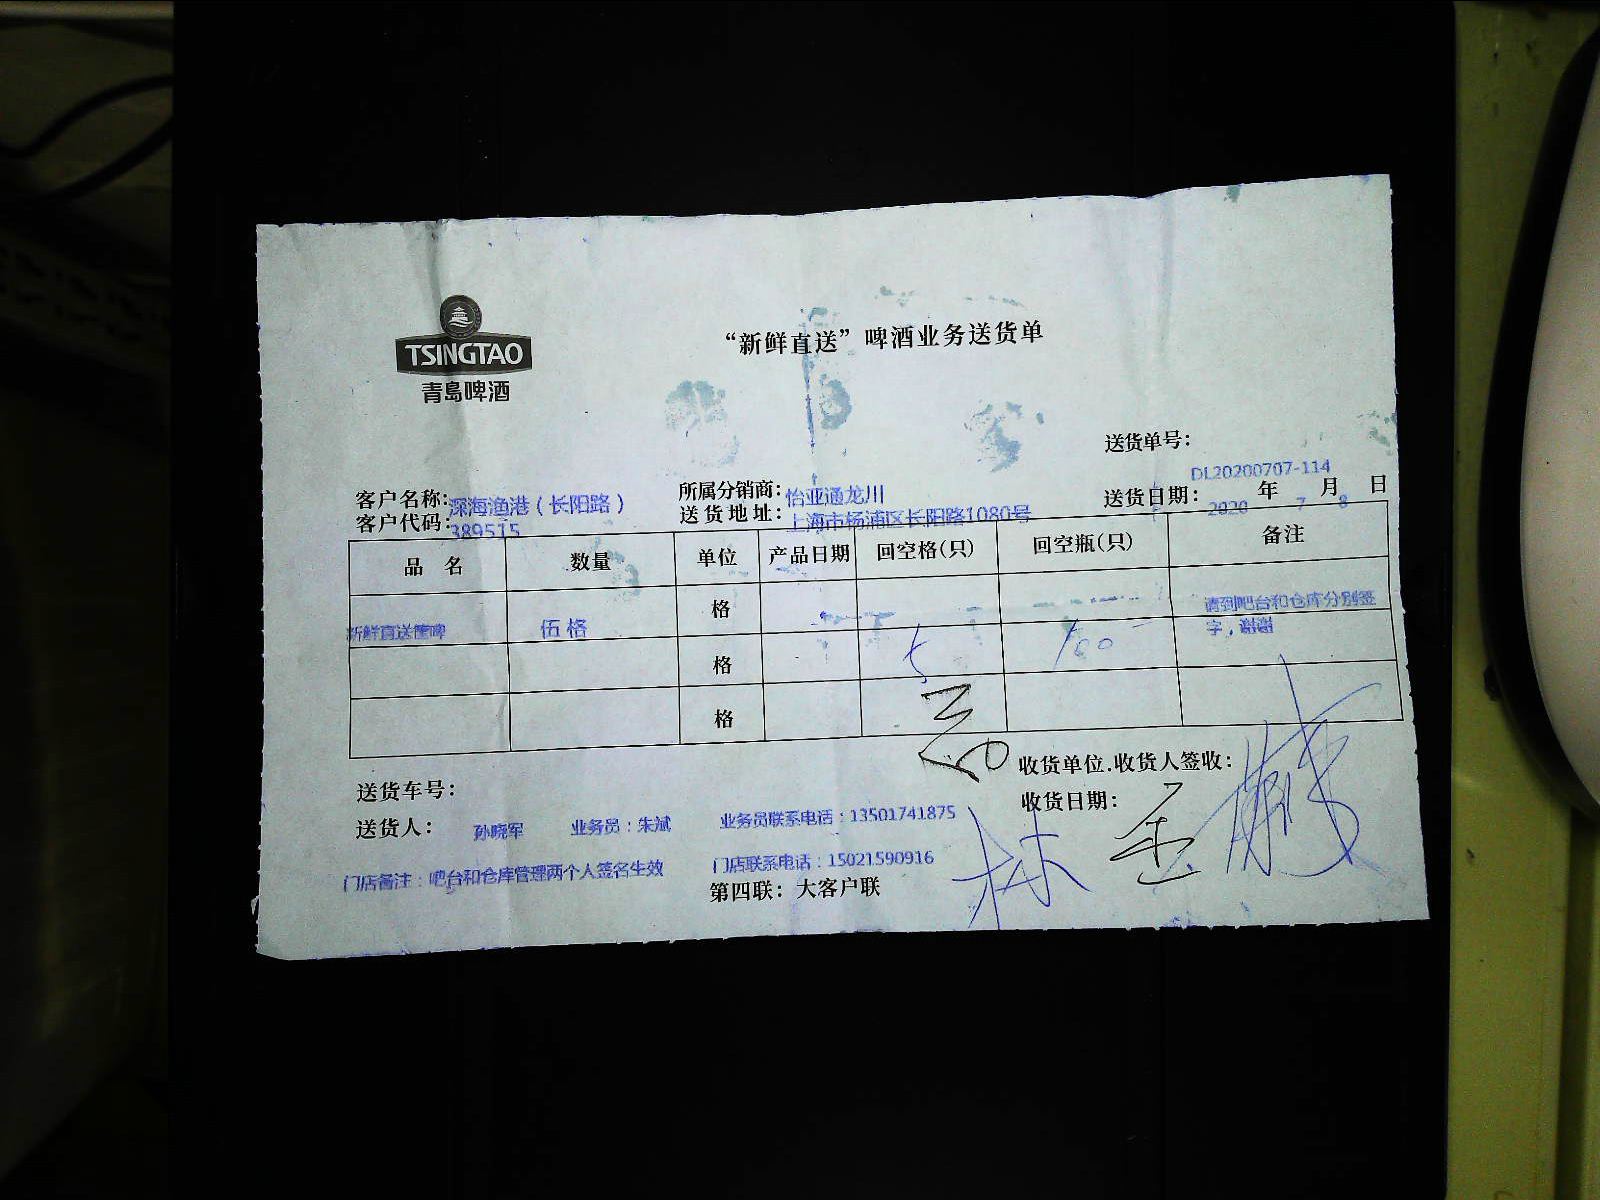 TSINGTAO
青島啤酒
“新鲜直送”啤酒业务送货单
送货单号：
DL20200707-114
客户名称：深海渔港（长阳路） 所属分销商：怡亚通龙川 送货日期：2020 年 7 月 8 日
客户代码：389515 送货地址：上海市杨浦区长阳路1080号
品 名 数量 单位 产品日期 回空格(只) 回空瓶(只) 备注
新鲜直送筐啤 伍格 格 请到吧台和仓库分别签
字，谢谢
格 5 100
格
收货单位.收货人签收：
送货车号： 收货日期：
送货人： 孙晓军 业务员：朱斌 业务员联系电话：13501741875
门店备注：吧台和仓库管理两个人签名生效 门店联系电话：15021590916
第四联：大客户联